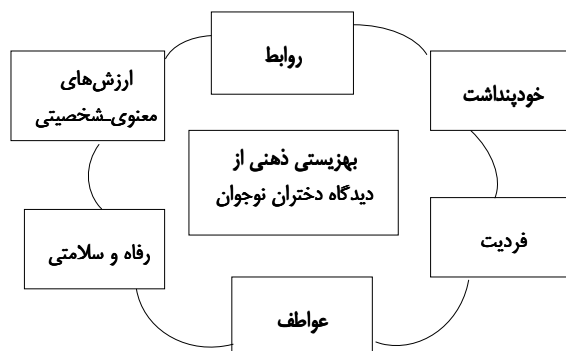 روابط
خودپنداشت
ارزش‌های
معنوی‌ـ‌شخصیتی
بهزیستی ذهنی از
دیدگاه دختران نوجوان
فردیت
رفاه و سلامتی
عواطف